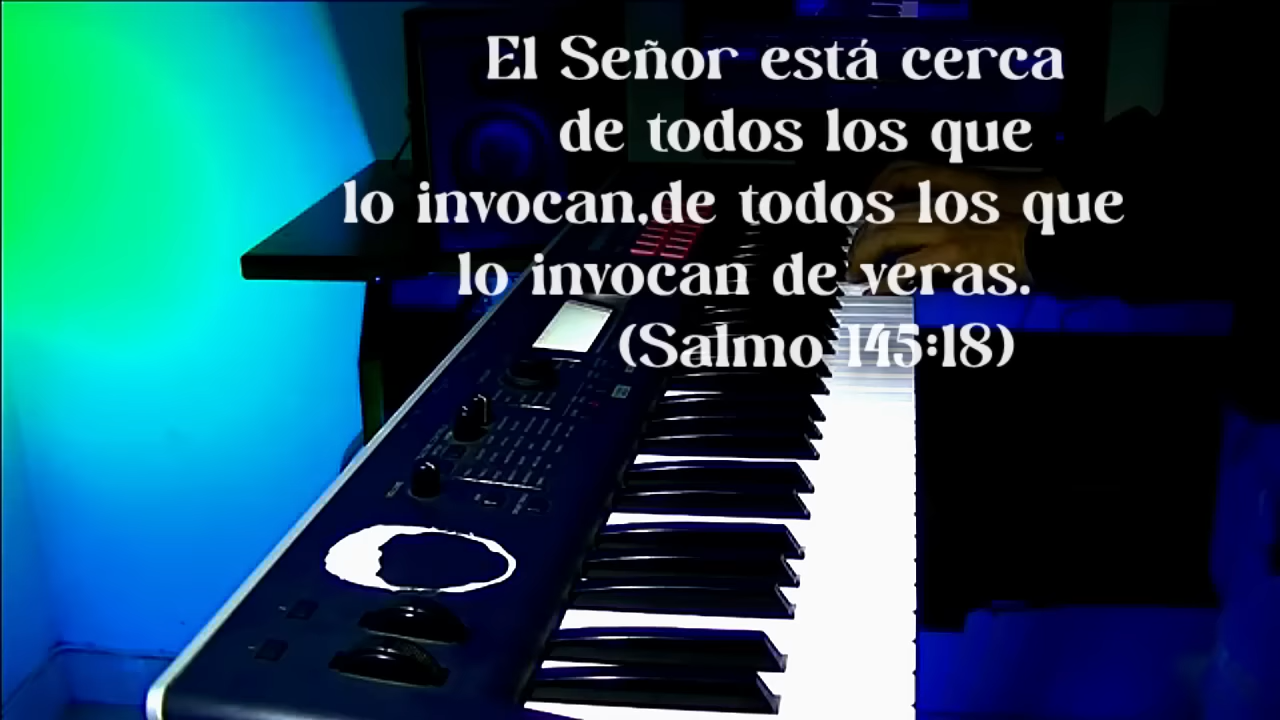 El Señor está cerca
de todos los que
lo invocan,de todos los que
lo invocan de veras.
(Salmo 145:18)